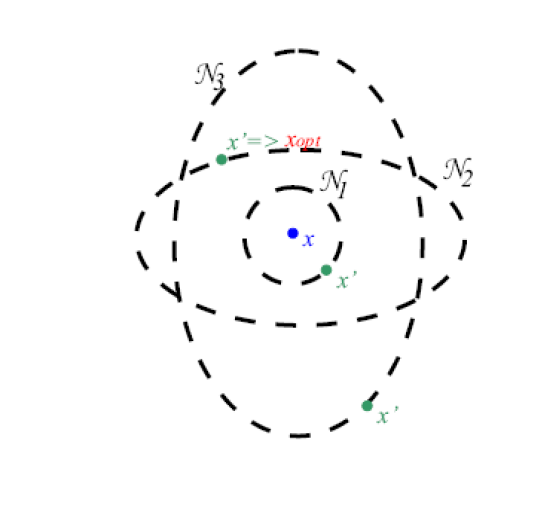 𝒩3
x'=> xopt
𝒩2
𝒩1
x
x'
x'